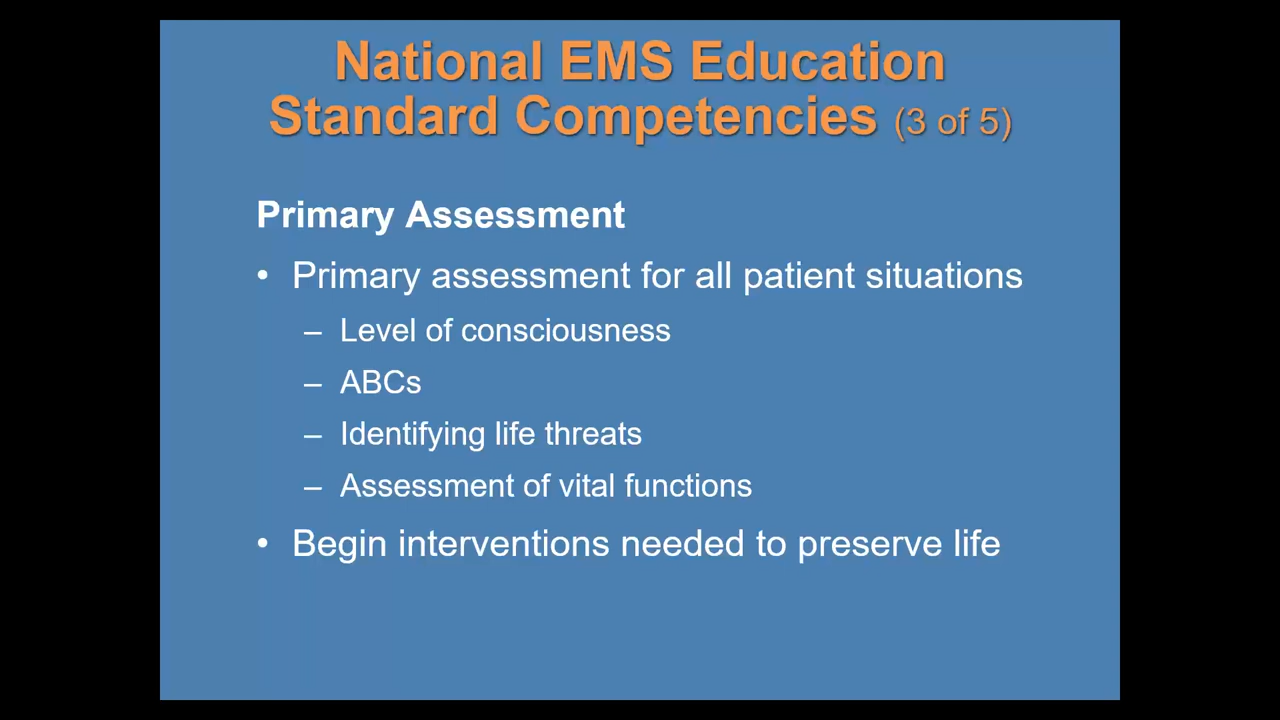 National EMS Education
Standard Competencies (3 of 5)
Primary Assessment
• Primary assessment for all patient situations
– Level of consciousness
– ABCs
– Identifying life threats
– Assessment of vital functions
• Begin interventions needed to preserve life